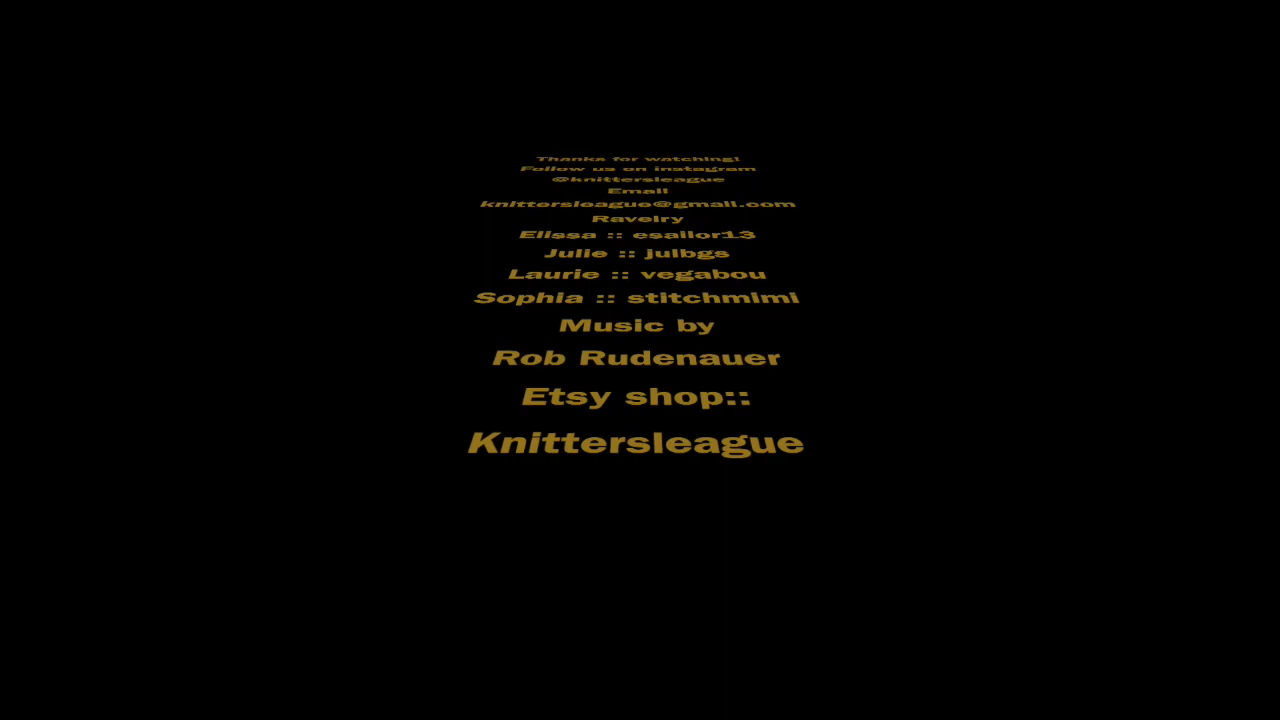 Thanks for watching!
Follow us on instagram
@knittersleague
Email
knittersleague@gmail.com
Ravelry
Elissa :: esailor13
Julie :: julbgs
Laurie :: vegabou
Sophia :: stitchmimi
Music by
Rob Rudenauer
Etsy shop::
Knittersleague